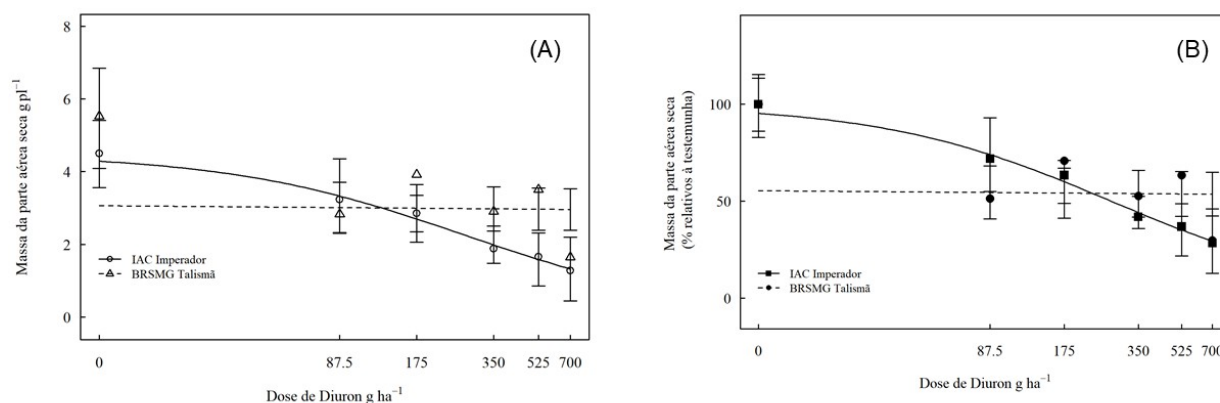 (A)
Massa da parte aérea seca g pl⁻¹
8
6
4
2
0
IAC Imperador
BRSMG Talismã
0 87.5 175 350 525 700
Dose de Diuron g ha⁻¹
(B)
Massa da parte aérea seca
(% relativos à testemunha)
100
50
0
IAC Imperador
BRSMG Talismã
0 87.5 175 350 525 700
Dose de Diuron g ha⁻¹